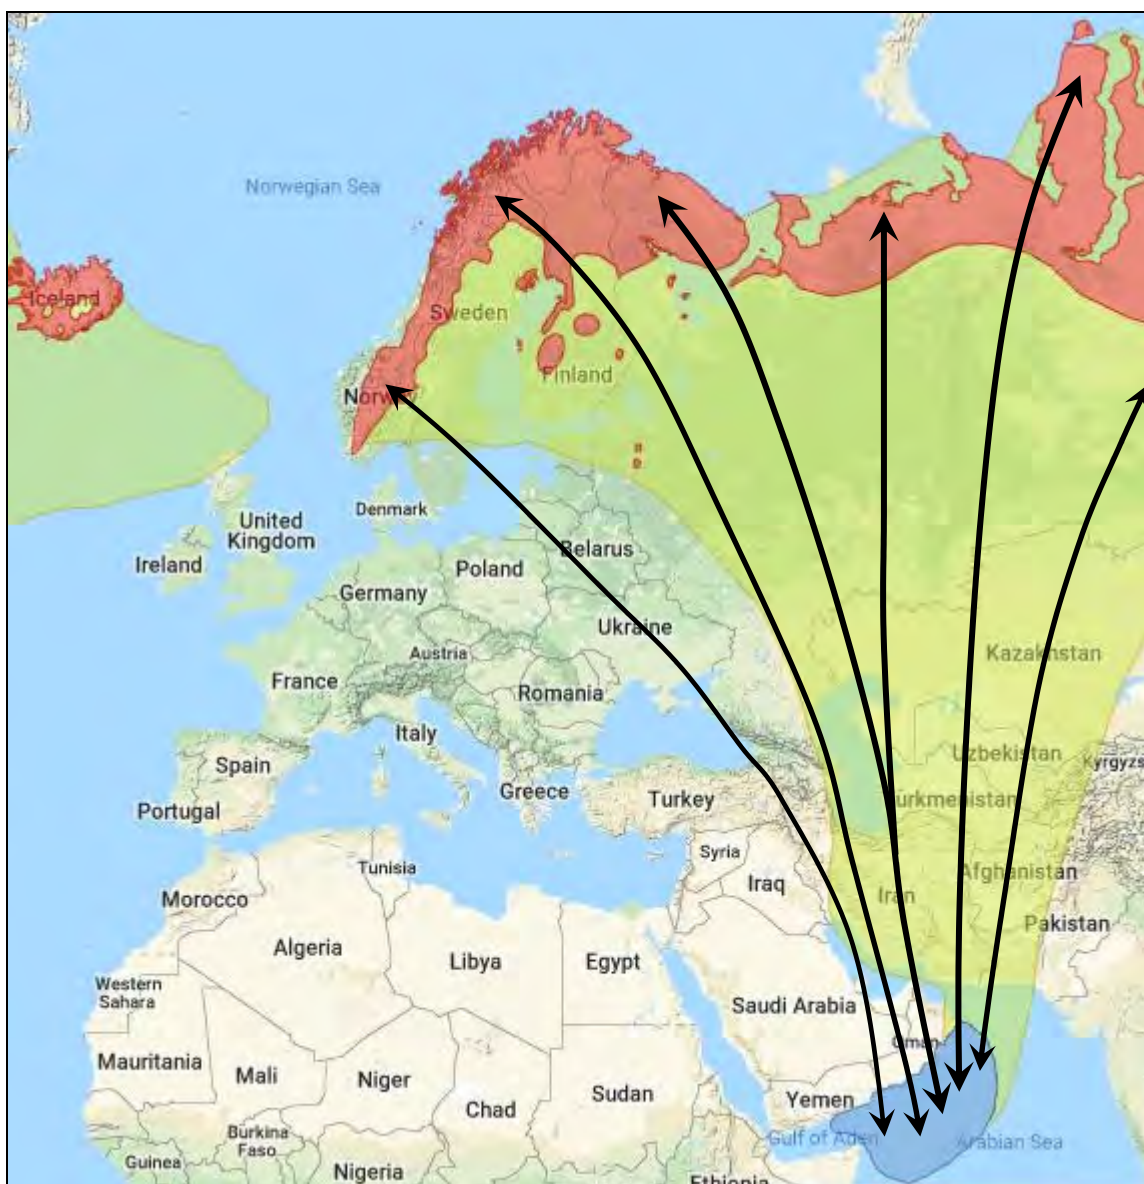 Norwegian Sea
Iceland
Sweden
Finland
Norway
Denmark
United
Kingdom
Ireland
Belarus
Poland
Germany
Ukraine
Austria
Kazakhstan
France
Romania
Italy
Uzbekistan
Kyrgyzs
Spain
Greece
Turkey
Turkmenistan
Portugal
Syria
Tunisia
Iraq
Afghanistan
Iran
Morocco
Pakistan
Algeria
Libya
Egypt
Western
Sahara
Saudi Arabia
Oman
Mauritania
Mali
Niger
Chad
Sudan
Yemen
Burkina
Faso
Gulf of Aden
Arabian Sea
Guinea
Nigeria
Ethiopia